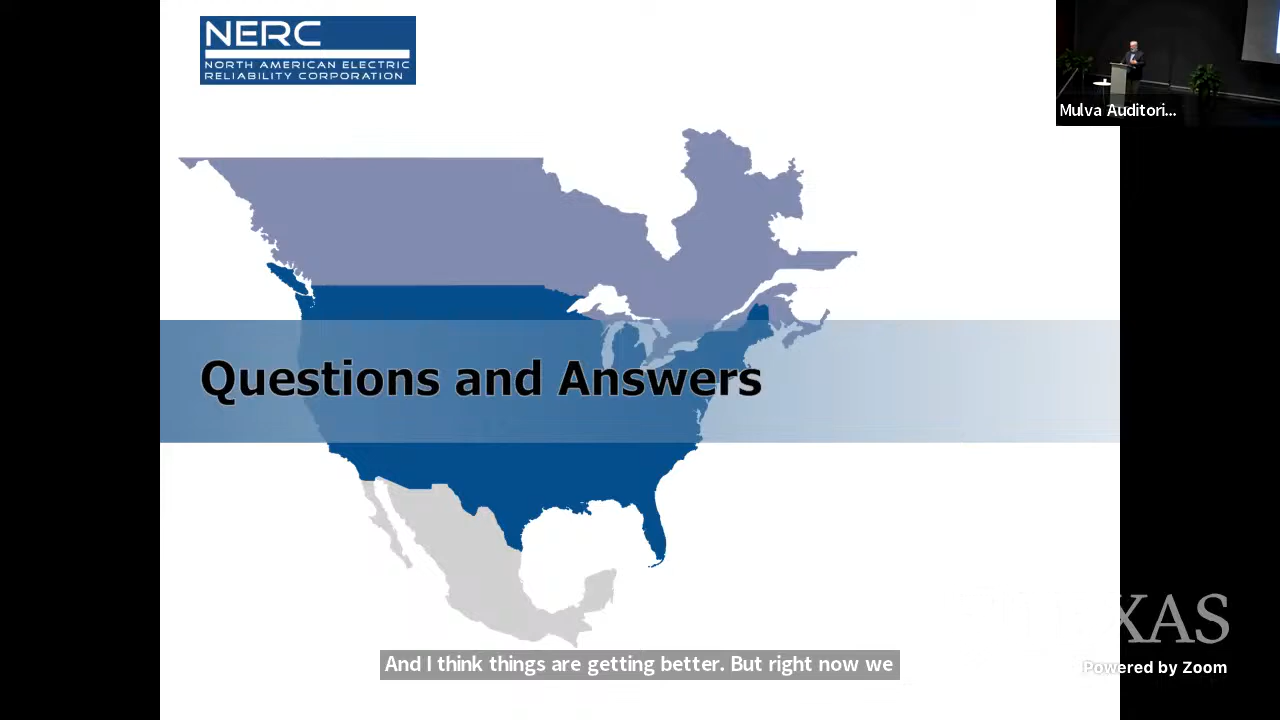 NERC
NORTH AMERICAN ELECTRIC
RELIABILITY CORPORATION
Mulva Auditori...
Questions and Answers
XAS
And I think things are getting better. But right now we
Powered by Zoom